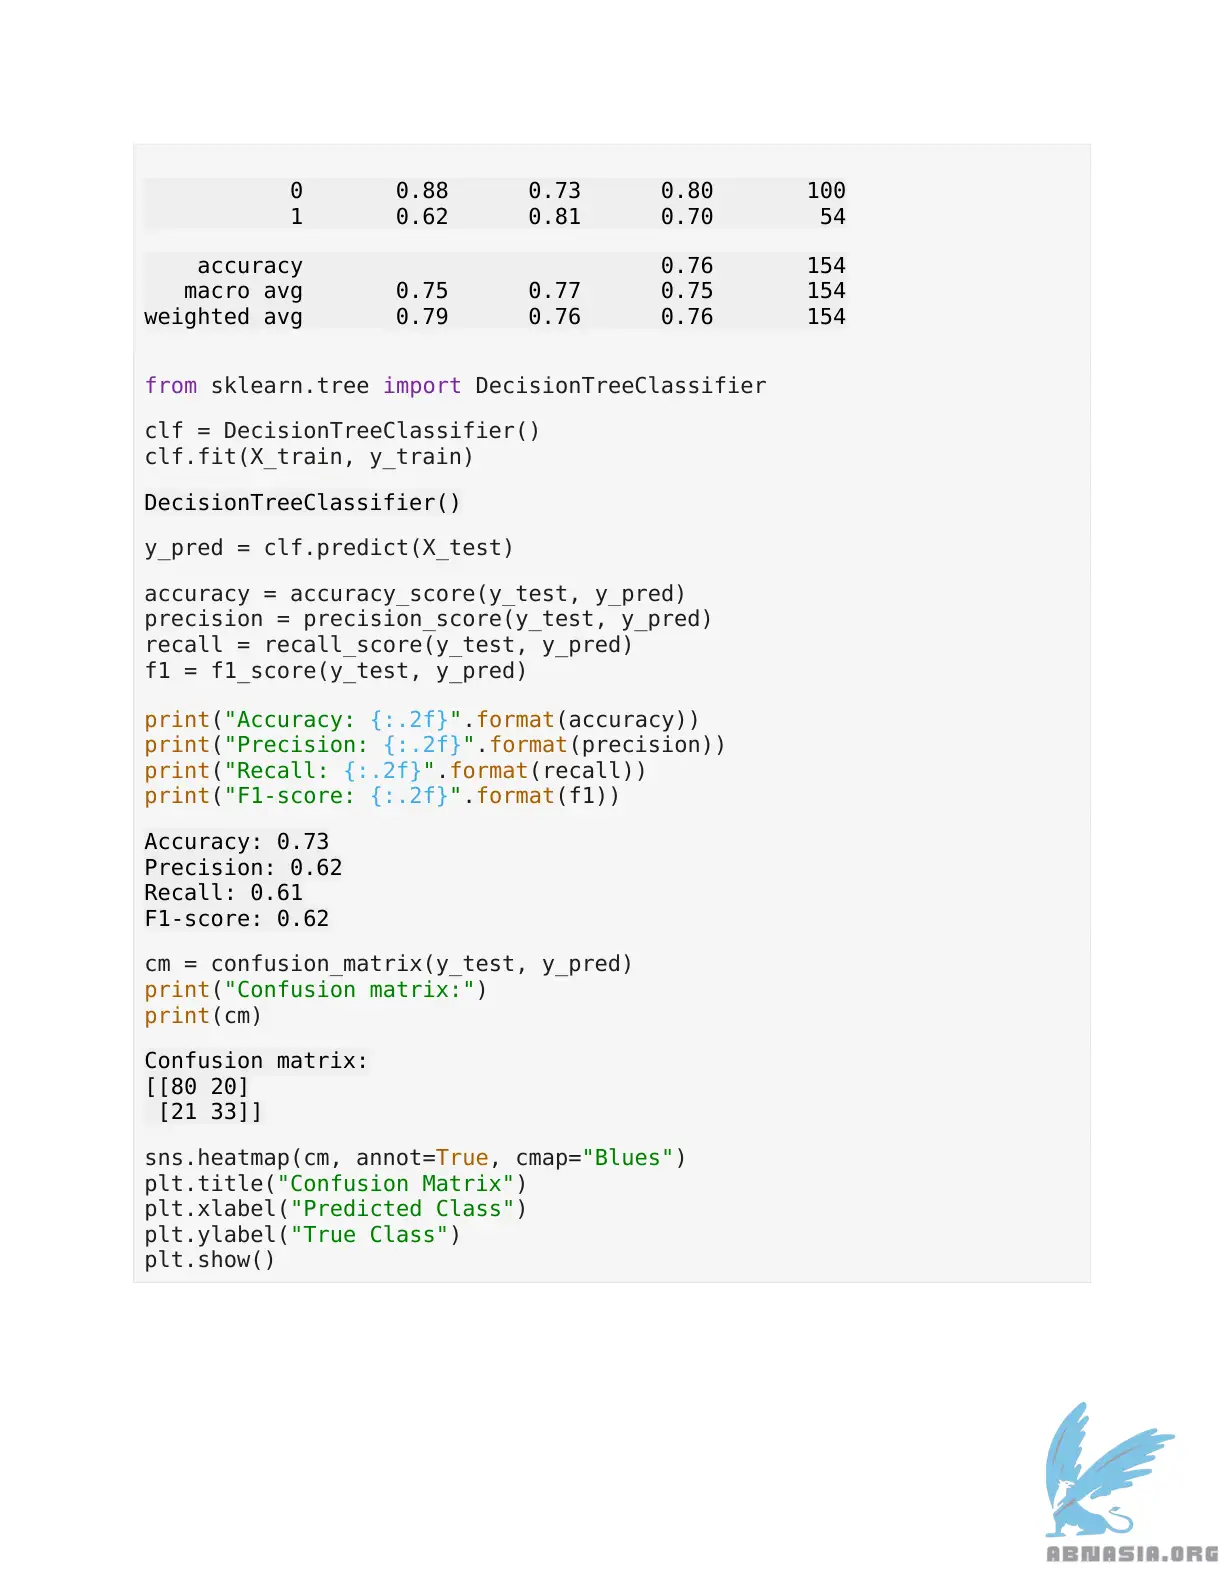 0       0.88      0.73      0.80       100
           1       0.62      0.81      0.70        54
    accuracy                           0.76       154
   macro avg       0.75      0.77      0.75       154
weighted avg       0.79      0.76      0.76       154
from sklearn.tree import DecisionTreeClassifier
clf = DecisionTreeClassifier()
clf.fit(X_train, y_train)
DecisionTreeClassifier()
y_pred = clf.predict(X_test)
accuracy = accuracy_score(y_test, y_pred)
precision = precision_score(y_test, y_pred)
recall = recall_score(y_test, y_pred)
f1 = f1_score(y_test, y_pred)
print("Accuracy: {:.2f}".format(accuracy))
print("Precision: {:.2f}".format(precision))
print("Recall: {:.2f}".format(recall))
print("F1-score: {:.2f}".format(f1))
Accuracy: 0.73
Precision: 0.62
Recall: 0.61
F1-score: 0.62
cm = confusion_matrix(y_test, y_pred)
print("Confusion matrix:")
print(cm)
Confusion matrix:
[[80 20]
 [21 33]]
sns.heatmap(cm, annot=True, cmap="Blues")
plt.title("Confusion Matrix")
plt.xlabel("Predicted Class")
plt.ylabel("True Class")
plt.show()
ABNASIA.ORG